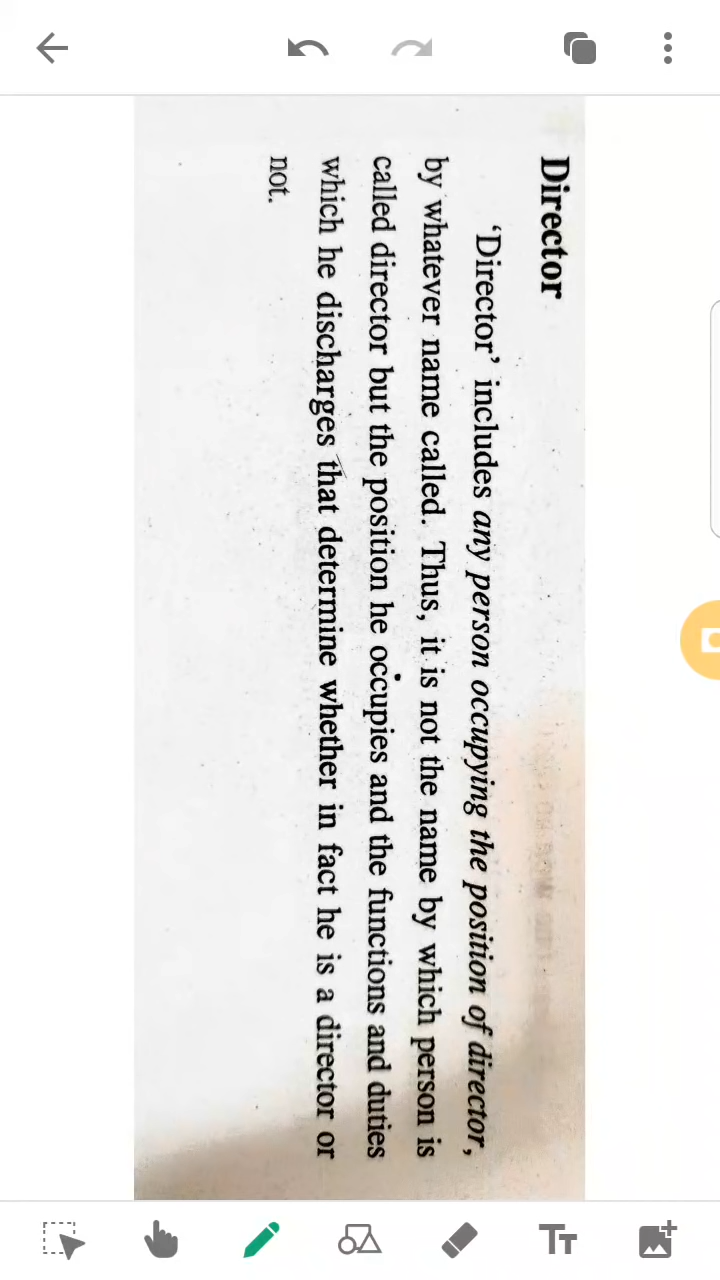 Director
‘Director’ includes any person occupying the position of director,
by whatever name called. Thus, it is not the name by which person is
called director but the position he occupies and the functions and duties
which he discharges that determine whether in fact he is a director or
not.
Tт